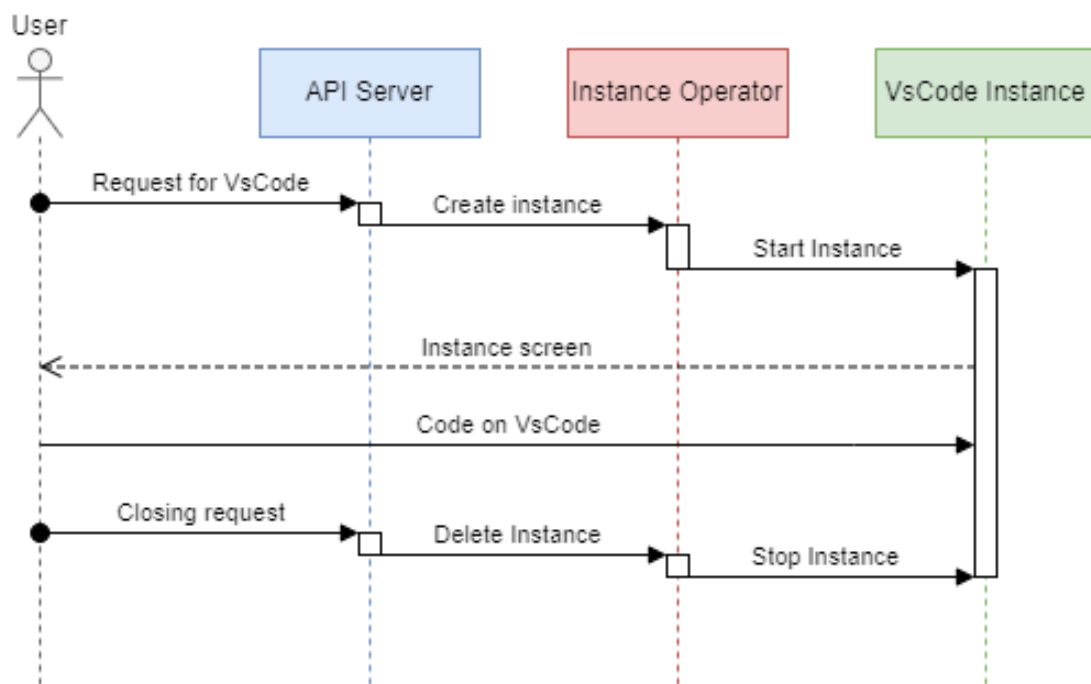 User
API Server
Instance Operator
VsCode Instance
Request for VsCode
Create instance
Start Instance
Instance screen
Code on VsCode
Closing request
Delete Instance
Stop Instance